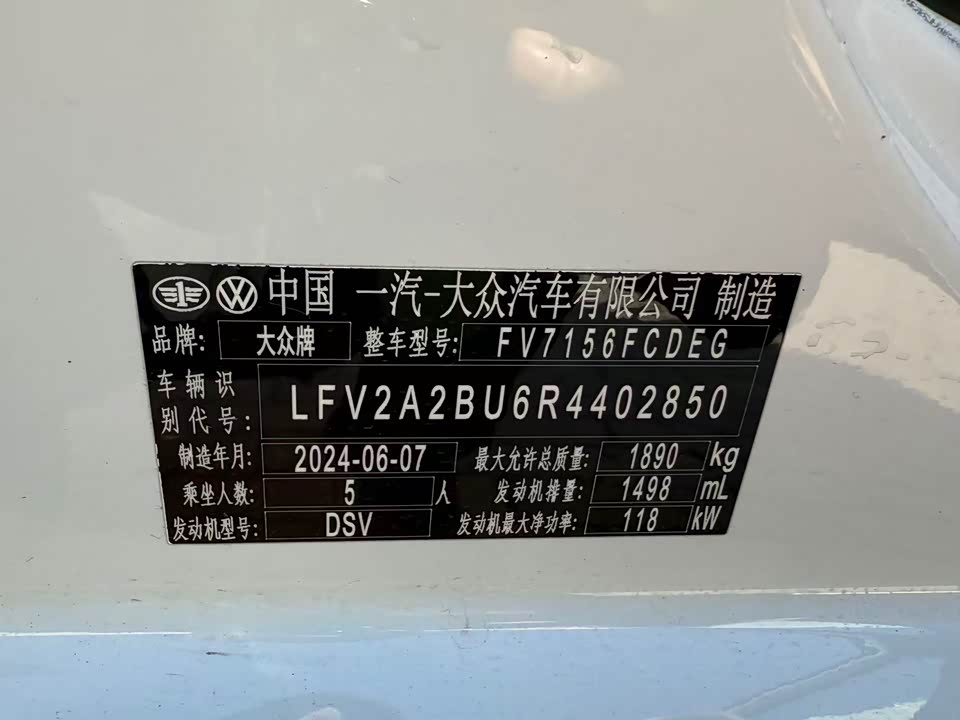 中国 一汽-大众汽车有限公司 制造
品牌: 大众牌 整车型号: FV7156FCDEG
车辆识别代号: LFV2A2BU6R4402850
制造年月: 2024-06-07 最大允许总质量: 1890 kg
乘坐人数: 5 人 发动机排量: 1498 mL
发动机型号: DSV 发动机最大净功率: 118 kW